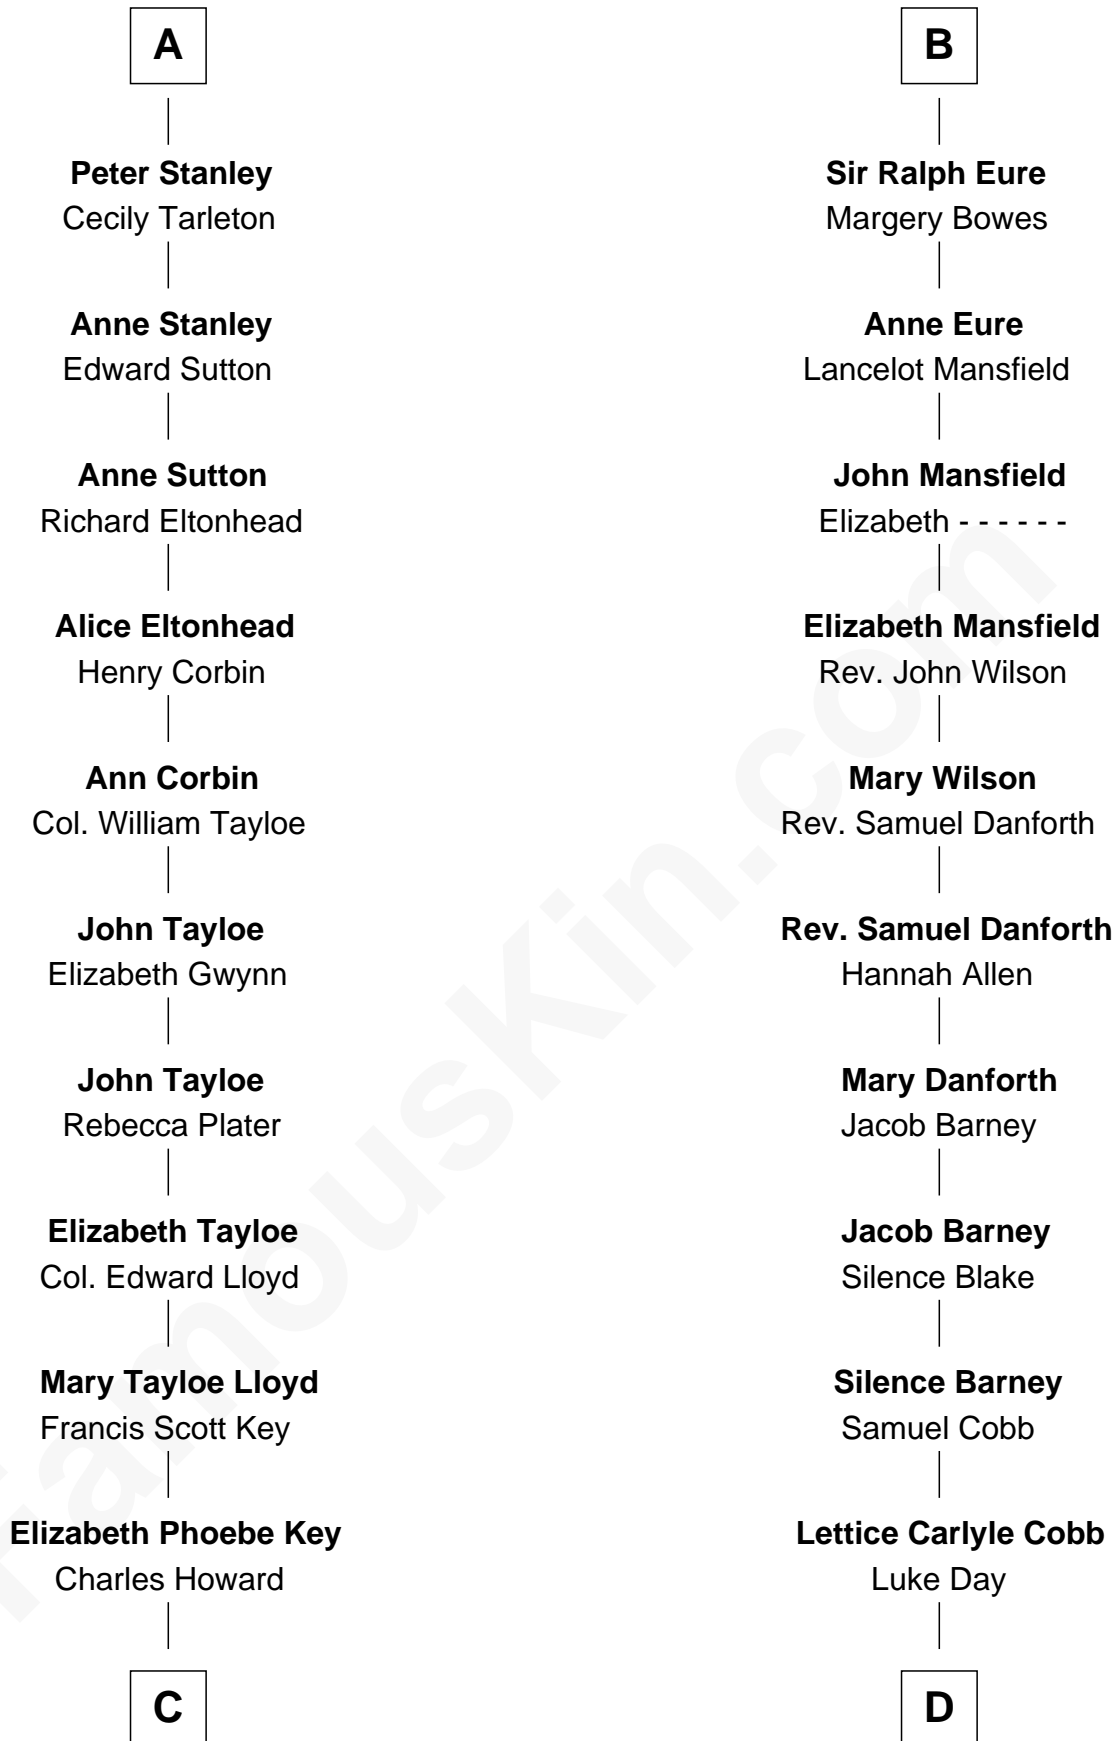 A
Peter Stanley
Cecily Tarleton
Anne Stanley
Edward Sutton
Anne Sutton
Richard Eltonhead
Alice Eltonhead
Henry Corbin
Ann Corbin
Col. William Tayloe
John Tayloe
Elizabeth Gwynn
John Tayloe
Rebecca Plater
Elizabeth Tayloe
Col. Edward Lloyd
Mary Tayloe Lloyd
Francis Scott Key
Elizabeth Phoebe Key
Charles Howard
C
B
Sir Ralph Eure
Margery Bowes
Anne Eure
Lancelot Mansfield
John Mansfield
Elizabeth - - - - - -
Elizabeth Mansfield
Rev. John Wilson
Mary Wilson
Rev. Samuel Danforth
Rev. Samuel Danforth
Hannah Allen
Mary Danforth
Jacob Barney
Jacob Barney
Silence Blake
Silence Barney
Samuel Cobb
Lettice Carlyle Cobb
Luke Day
D
FamousKin.com